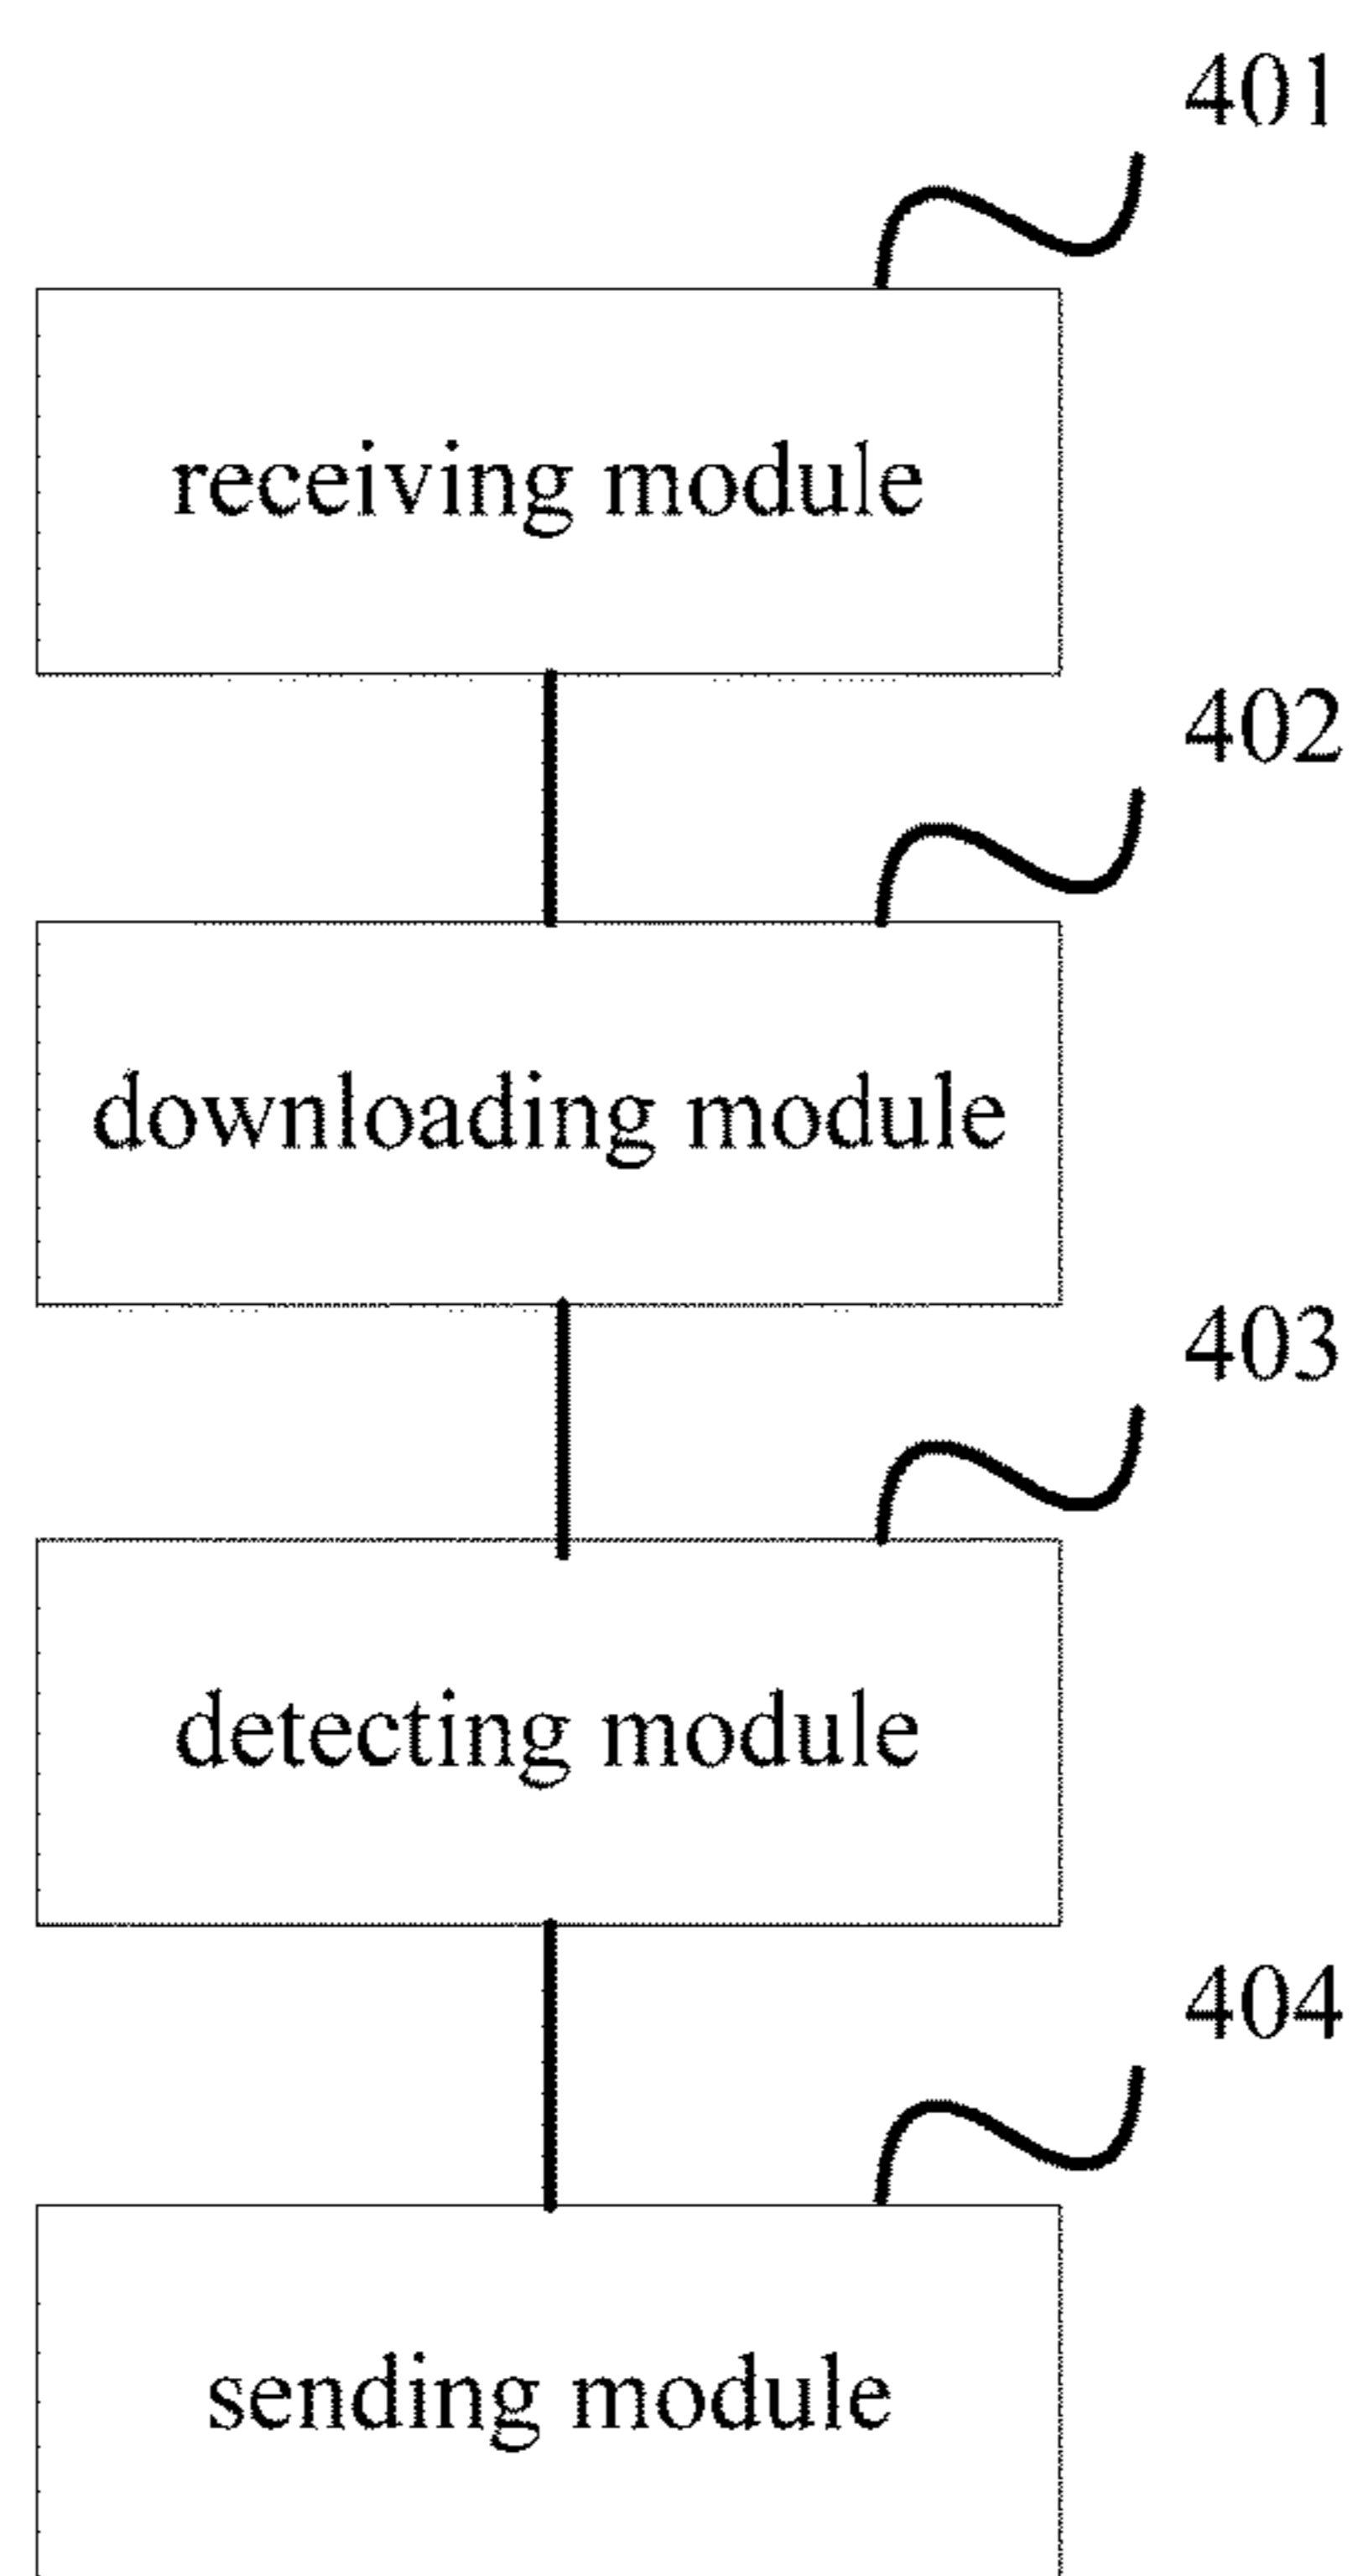 401
receiving module
402
downloading module
403
detecting module
404
sending module